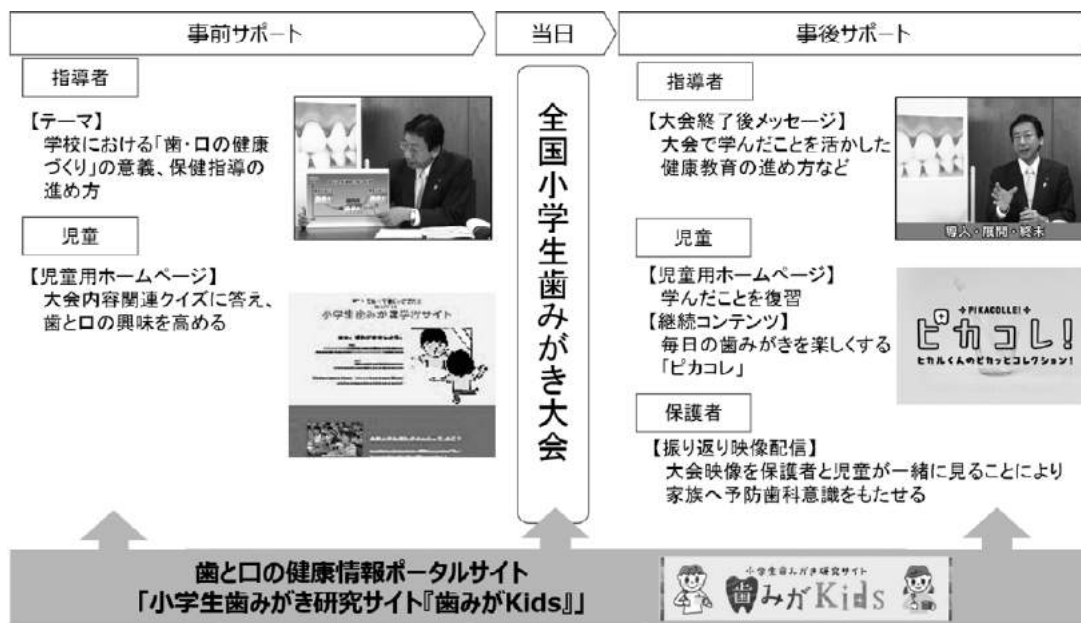 事前サポート
当日
事後サポート
指導者
【テーマ】
学校における「歯・口の健康
づくり」の意義、保健指導の
進め方
児童
【児童用ホームページ】
大会内容関連クイズに答え、
歯と口の興味を高める
小学生歯みが
サイト
全国小学生歯みがき大会
指導者
【大会終了後メッセージ】
大会で学んだことを活かした
健康教育の進め方など
導入・展開・終末
児童
【児童用ホームページ】
学んだことを復習
【継続コンテンツ】
毎日の歯みがきを楽しくする
「ピカコレ」
PIKACOLLE!
ピカコレ!
ヒカルくんのピカッとコレクション!
保護者
【振り返り映像配信】
大会映像を保護者と児童が一緒に見ることにより
家族へ予防歯科意識をもたせる
歯と口の健康情報ポータルサイト
「小学生歯みがき研究サイト『歯みがKids』」
小学生歯みがき研究サイト
歯みがKids